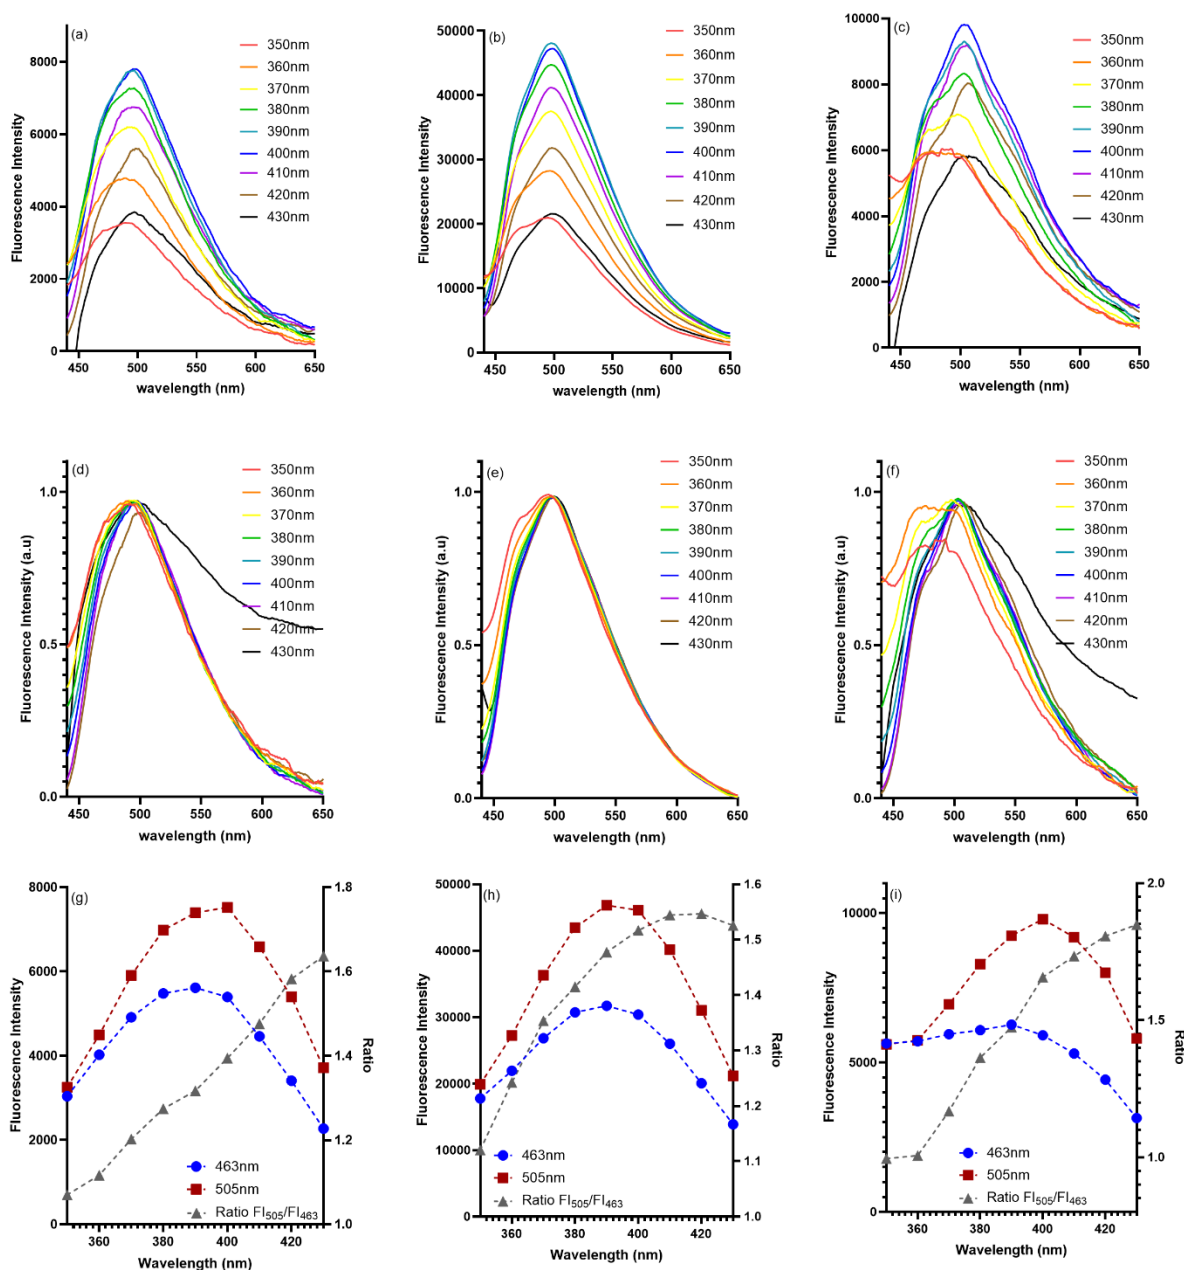 (a)
Fluorescence Intensity
8000
6000
4000
2000
0
450
500
550
600
650
wavelength (nm)
350nm
360nm
370nm
380nm
390nm
400nm
410nm
420nm
430nm
(b)
Fluorescence Intensity
50000
40000
30000
20000
10000
0
450
500
550
600
650
wavelength (nm)
350nm
360nm
370nm
380nm
390nm
400nm
410nm
420nm
430nm
(c)
Fluorescence Intensity
10000
8000
6000
4000
2000
0
450
500
550
600
650
wavelength (nm)
350nm
360nm
370nm
380nm
390nm
400nm
410nm
420nm
430nm
(d)
Fluorescence Intensity (a.u)
1.0
0.5
0.0
450
500
550
600
650
wavelength (nm)
350nm
360nm
370nm
380nm
390nm
400nm
410nm
420nm
430nm
(e)
Fluorescence Intensity (a.u)
1.0
0.5
0.0
450
500
550
600
650
wavelength (nm)
350nm
360nm
370nm
380nm
390nm
400nm
410nm
420nm
430nm
(f)
Fluorescence Intensity (a.u)
1.0
0.5
0.0
450
500
550
600
650
wavelength (nm)
350nm
360nm
370nm
380nm
390nm
400nm
410nm
420nm
430nm
(g)
Fluorescence Intensity
8000
6000
4000
2000
0
360
380
400
420
Wavelength (nm)
1.8
1.6
1.4
1.2
1.0
Ratio
463nm
505nm
Ratio FI505/FI463
(h)
Fluorescence Intensity
50000
40000
30000
20000
10000
0
360
380
400
420
Wavelength (nm)
1.6
1.5
1.4
1.3
1.2
1.1
1.0
Ratio
463nm
505nm
Ratio FI505/FI463
(i)
Fluorescence Intensity
10000
5000
0
360
380
400
420
Wavelength (nm)
2.0
1.5
1.0
Ratio
463nm
505nm
Ratio FI505/FI463